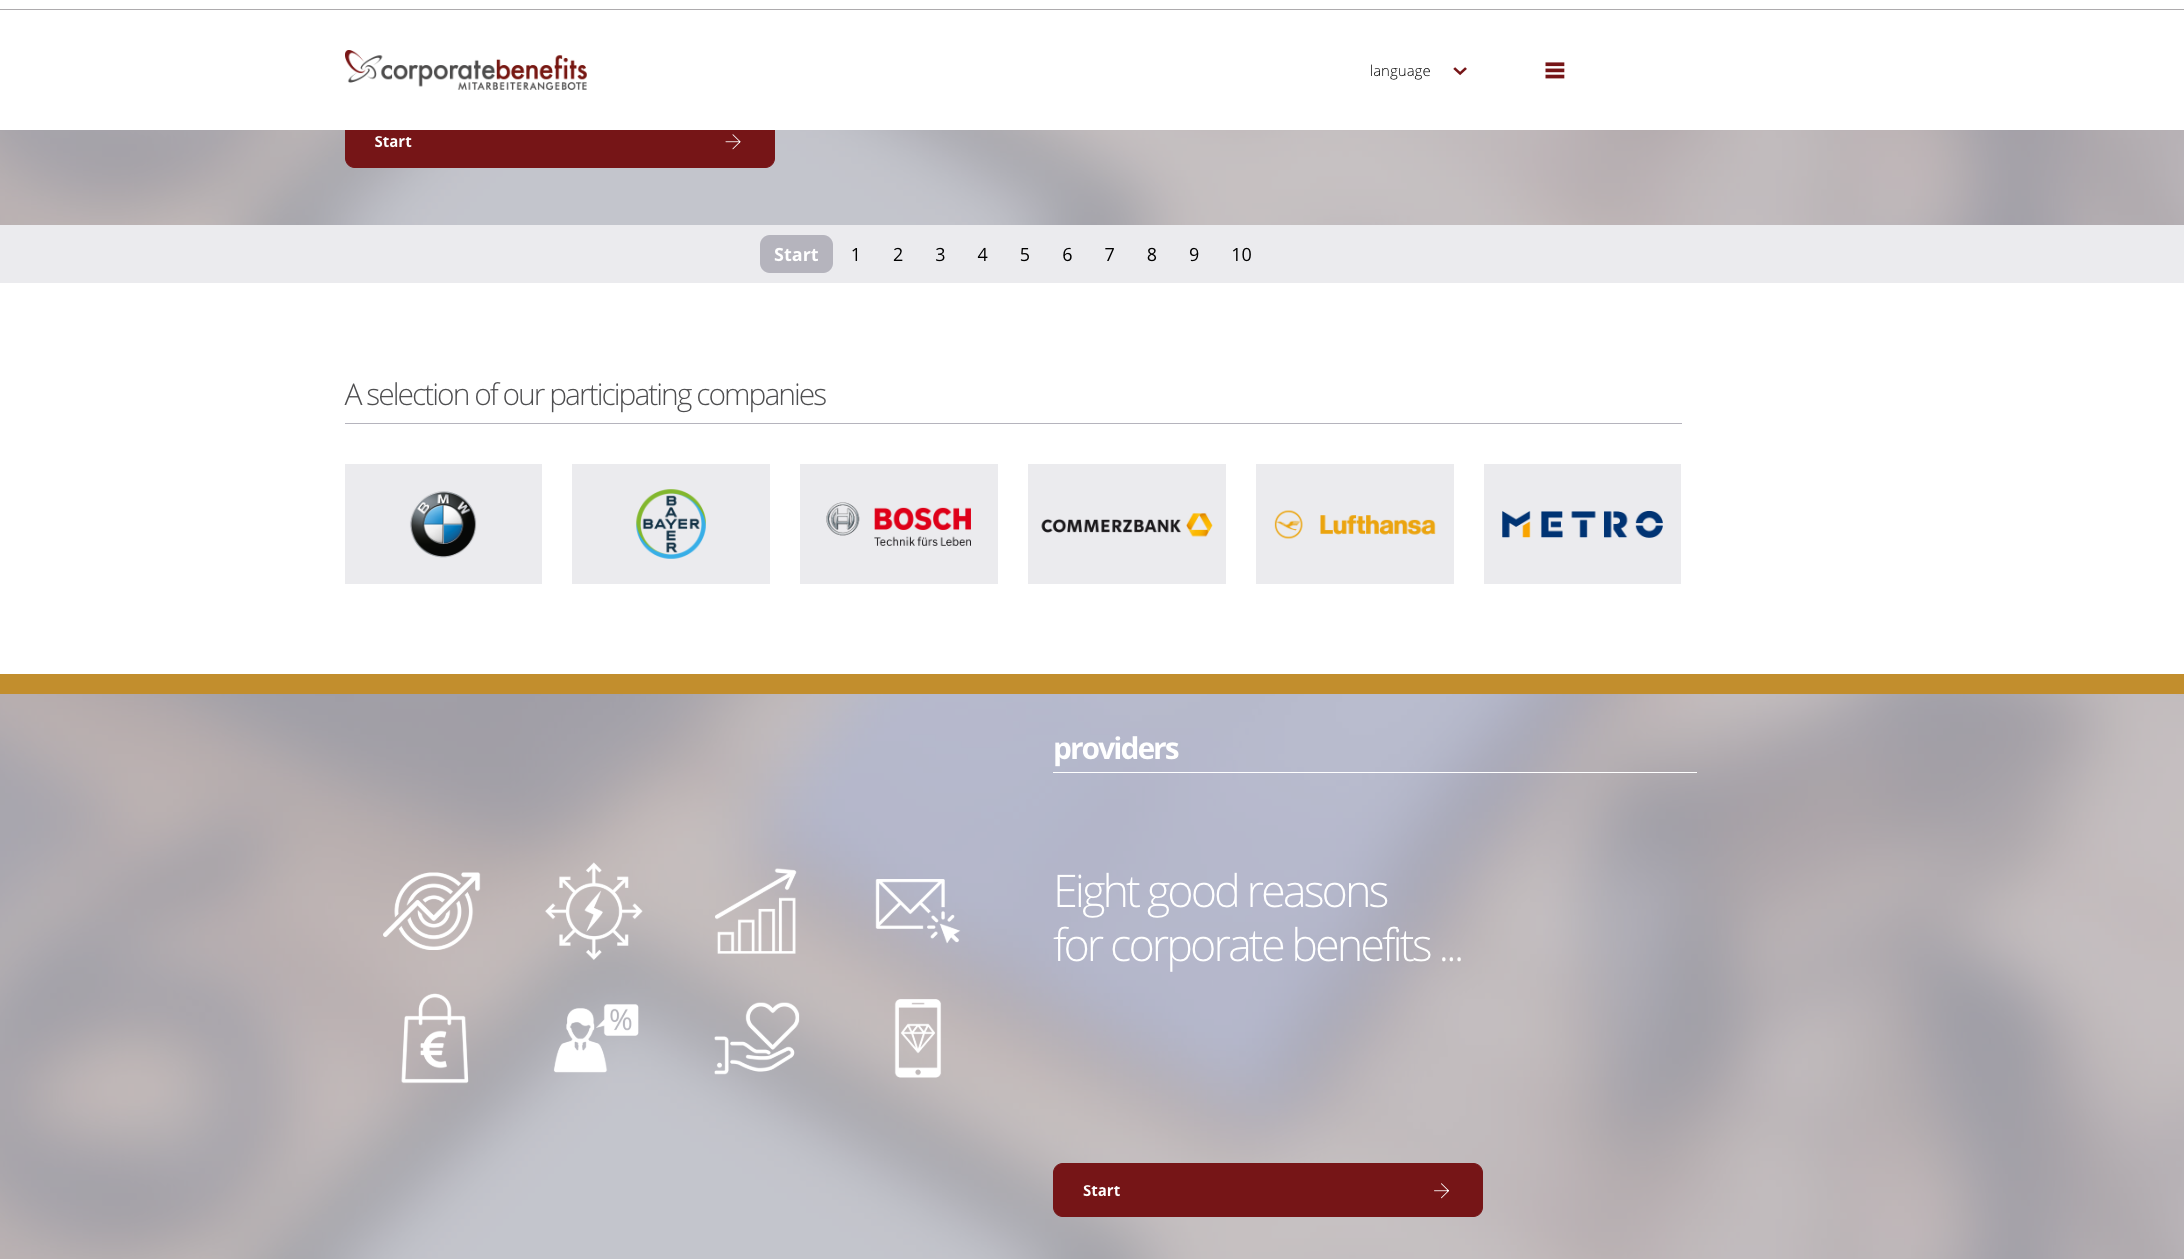 corporatebenefits
MITARBEITERANGEBOTE
language
Start
Start 1 2 3 4 5 6 7 8 9 10
A selection of our participating companies
BMW
BAYER
BAYER
BOSCH
Technik fürs Leben
COMMERZBANK
Lufthansa
METRO
providers
Eight good reasons
for corporate benefits ...
%
€
Start